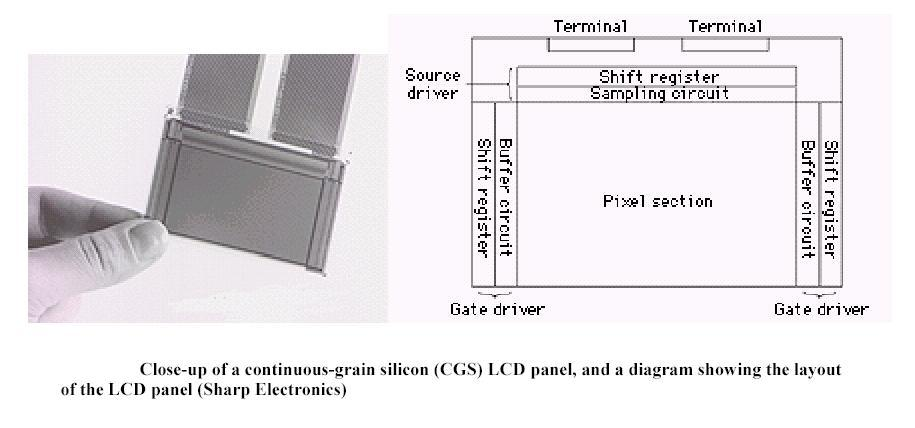 Terminal Terminal
Source driver
Shift register
Sampling circuit
Shift register
Buffer circuit
Pixel section
Buffer circuit
Shift register
Gate driver Gate driver
Close-up of a continuous-grain silicon (CGS) LCD panel, and a diagram showing the layout
of the LCD panel (Sharp Electronics)